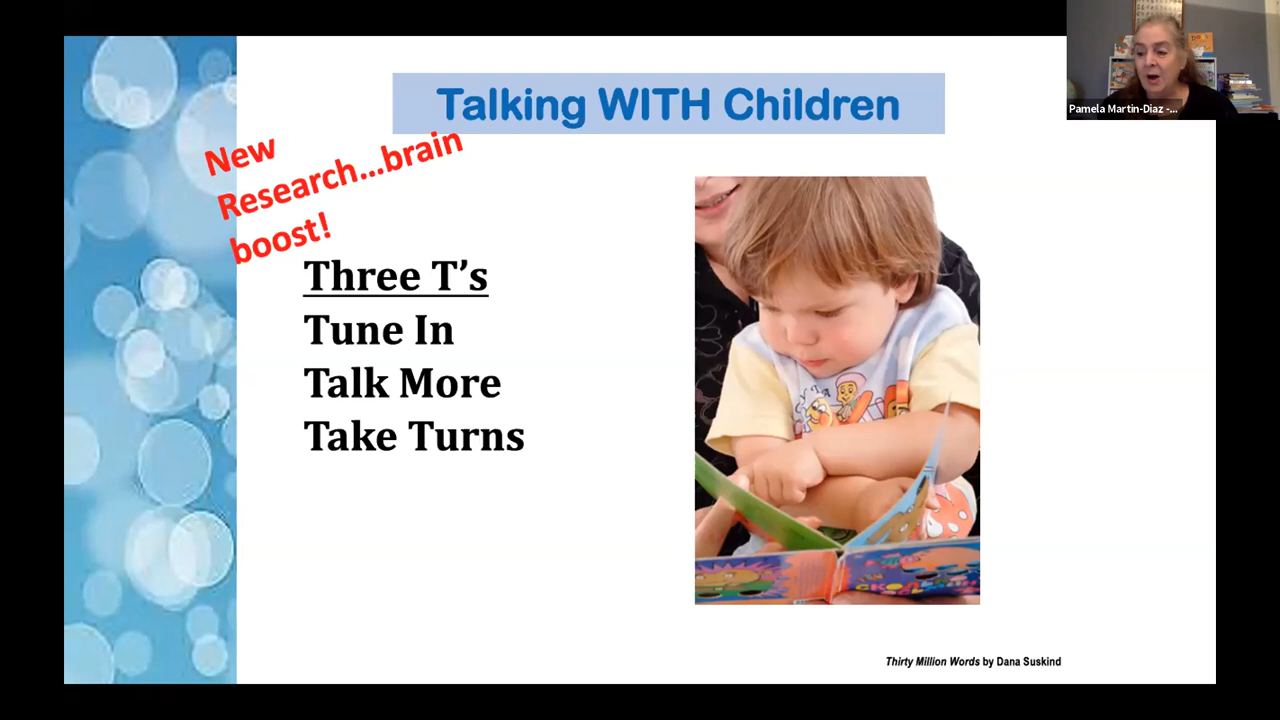 Talking WITH Children
Pamela Martin-Diaz -...
New
Research...brain
boost!
Three T's
Tune In
Talk More
Take Turns
Thirty Million Words by Dana Suskind